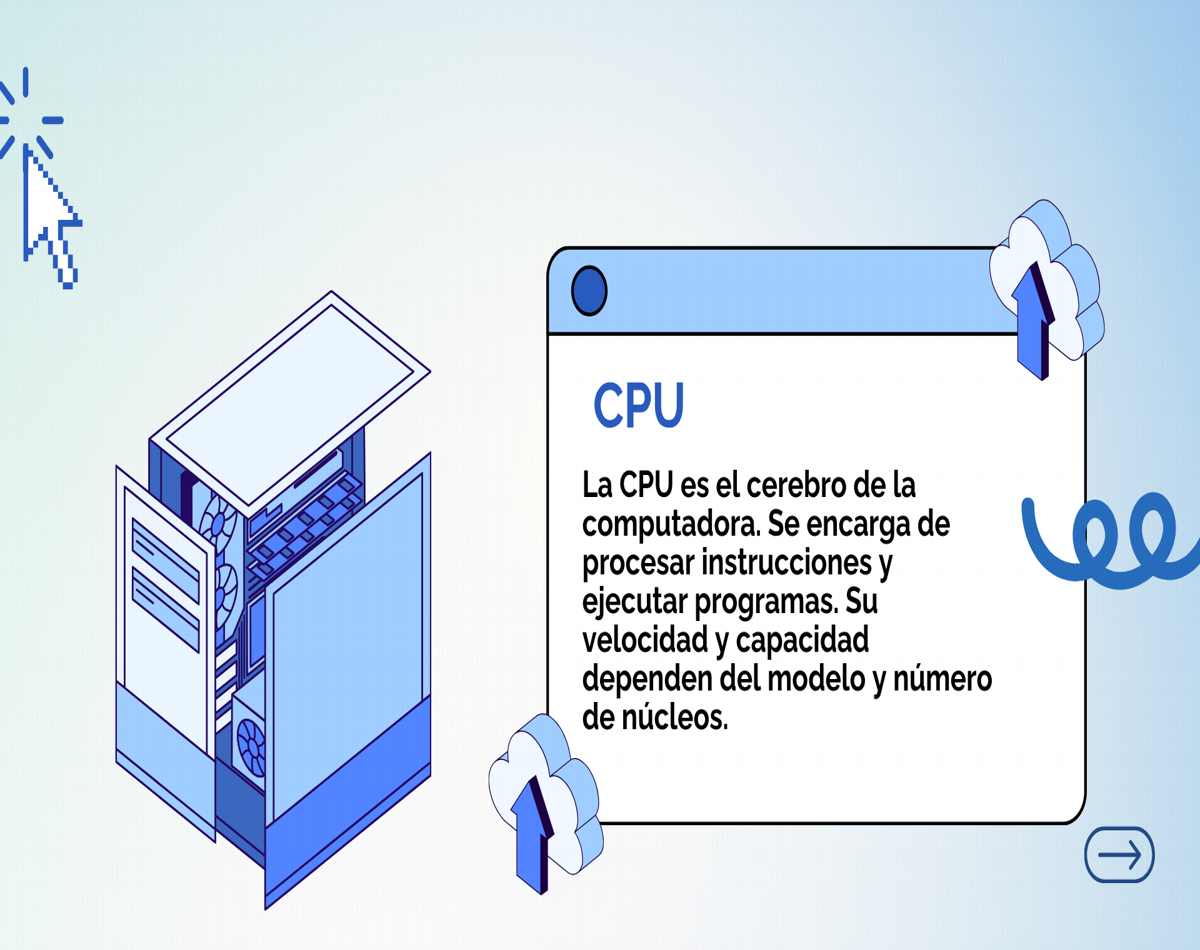 CPU
La CPU es el cerebro de la
computadora. Se encarga de
procesar instrucciones y
ejecutar programas. Su
velocidad y capacidad
dependen del modelo y número
de núcleos.